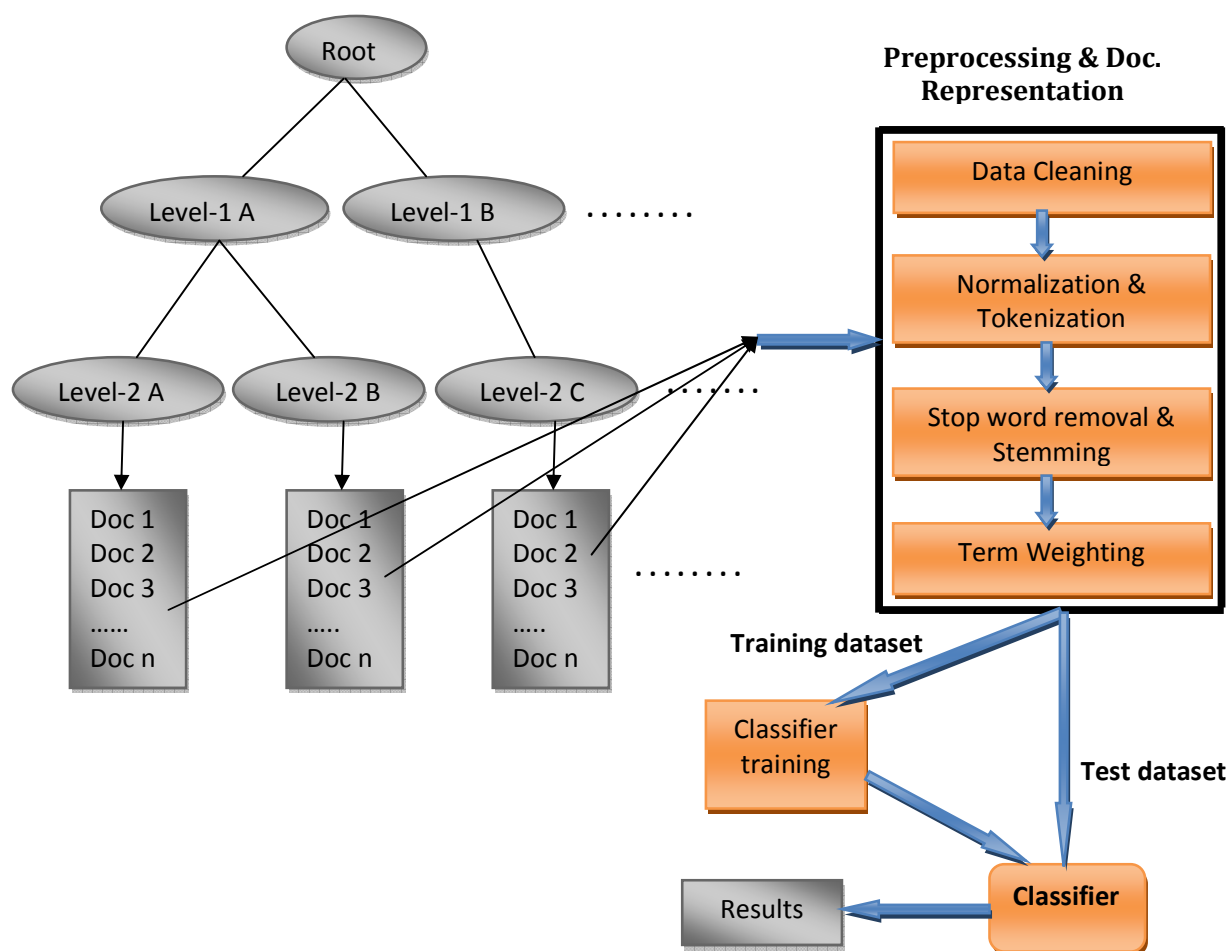 Root
Preprocessing & Doc.
Representation
Level-1 A
Level-1 B
. . . . . . . .
Level-2 A
Level-2 B
Level-2 C
. . . . . . . .
Doc 1
Doc 2
Doc 3
……
Doc n
Doc 1
Doc 2
Doc 3
…..
Doc n
Doc 1
Doc 2
Doc 3
…..
Doc n
. . . . . . . .
Data Cleaning
Normalization &
Tokenization
Stop word removal &
Stemming
Term Weighting
Training dataset
Classifier
training
Test dataset
Classifier
Results